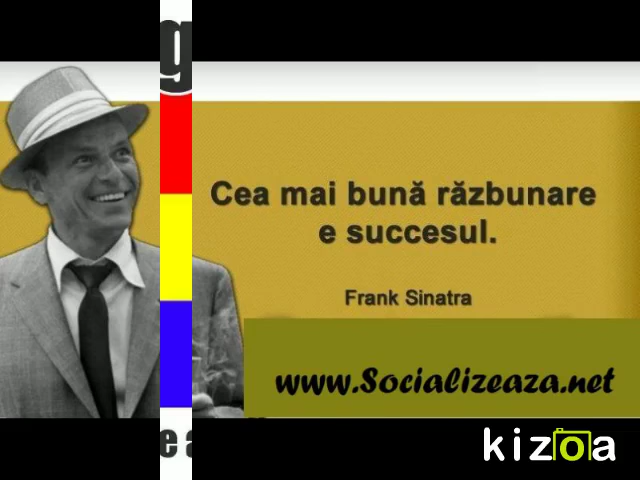 g
Cea mai bună răzbunare
e succesul.
Frank Sinatra
www.Socializeaza.net
e a
kizoa